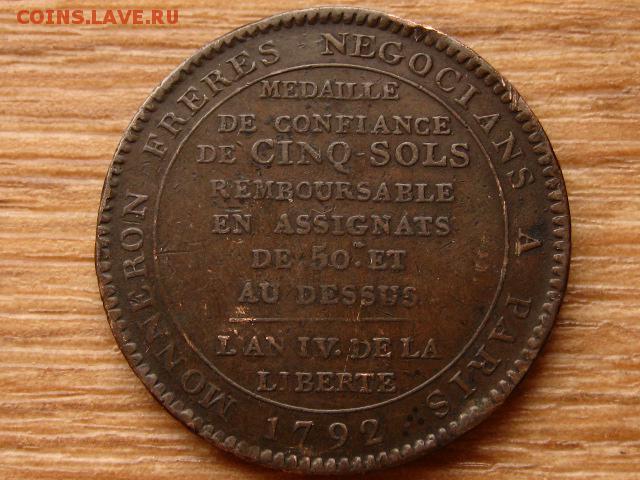 COINS.LAVE.RU
MONNERON FRERES NEGOCIANS A PARIS
MEDAILLE
DE CONFIANCE
DE CINQ-SOLS
REMBOURSABLE
EN ASSIGNATS
DE 50.ᵗᵗ ET
AU DESSUS
L'AN IV. DE LA
LIBERTE
1792